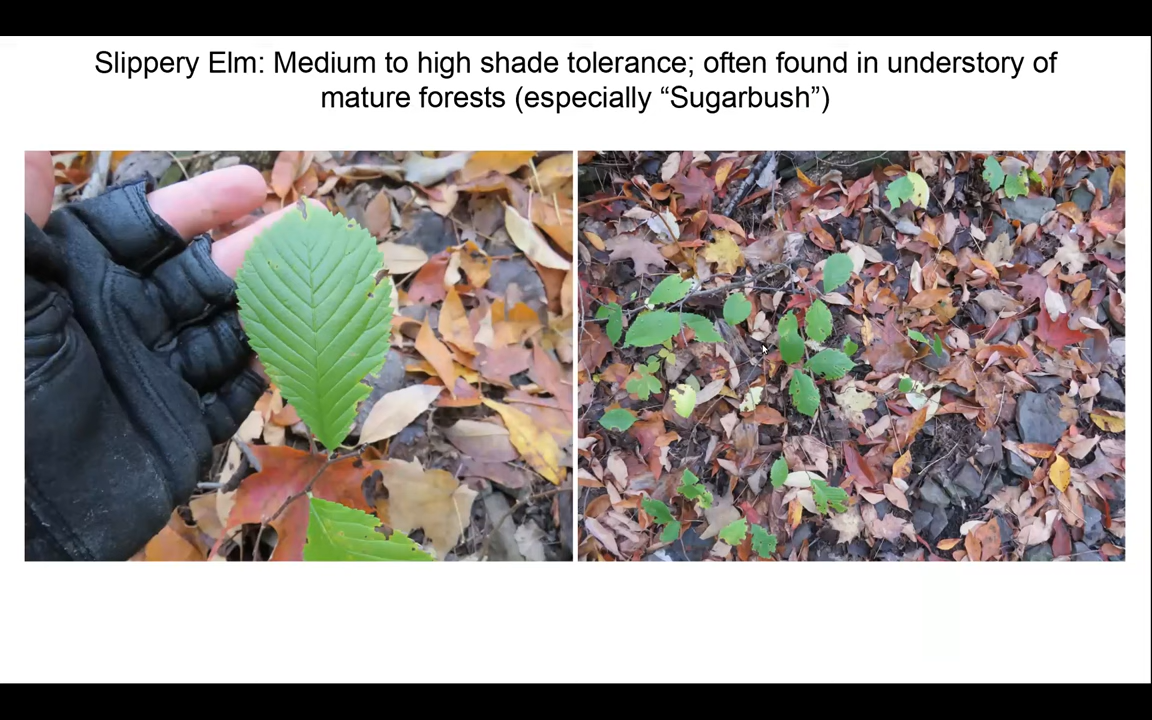 Slippery Elm: Medium to high shade tolerance; often found in understory of
mature forests (especially “Sugarbush”)